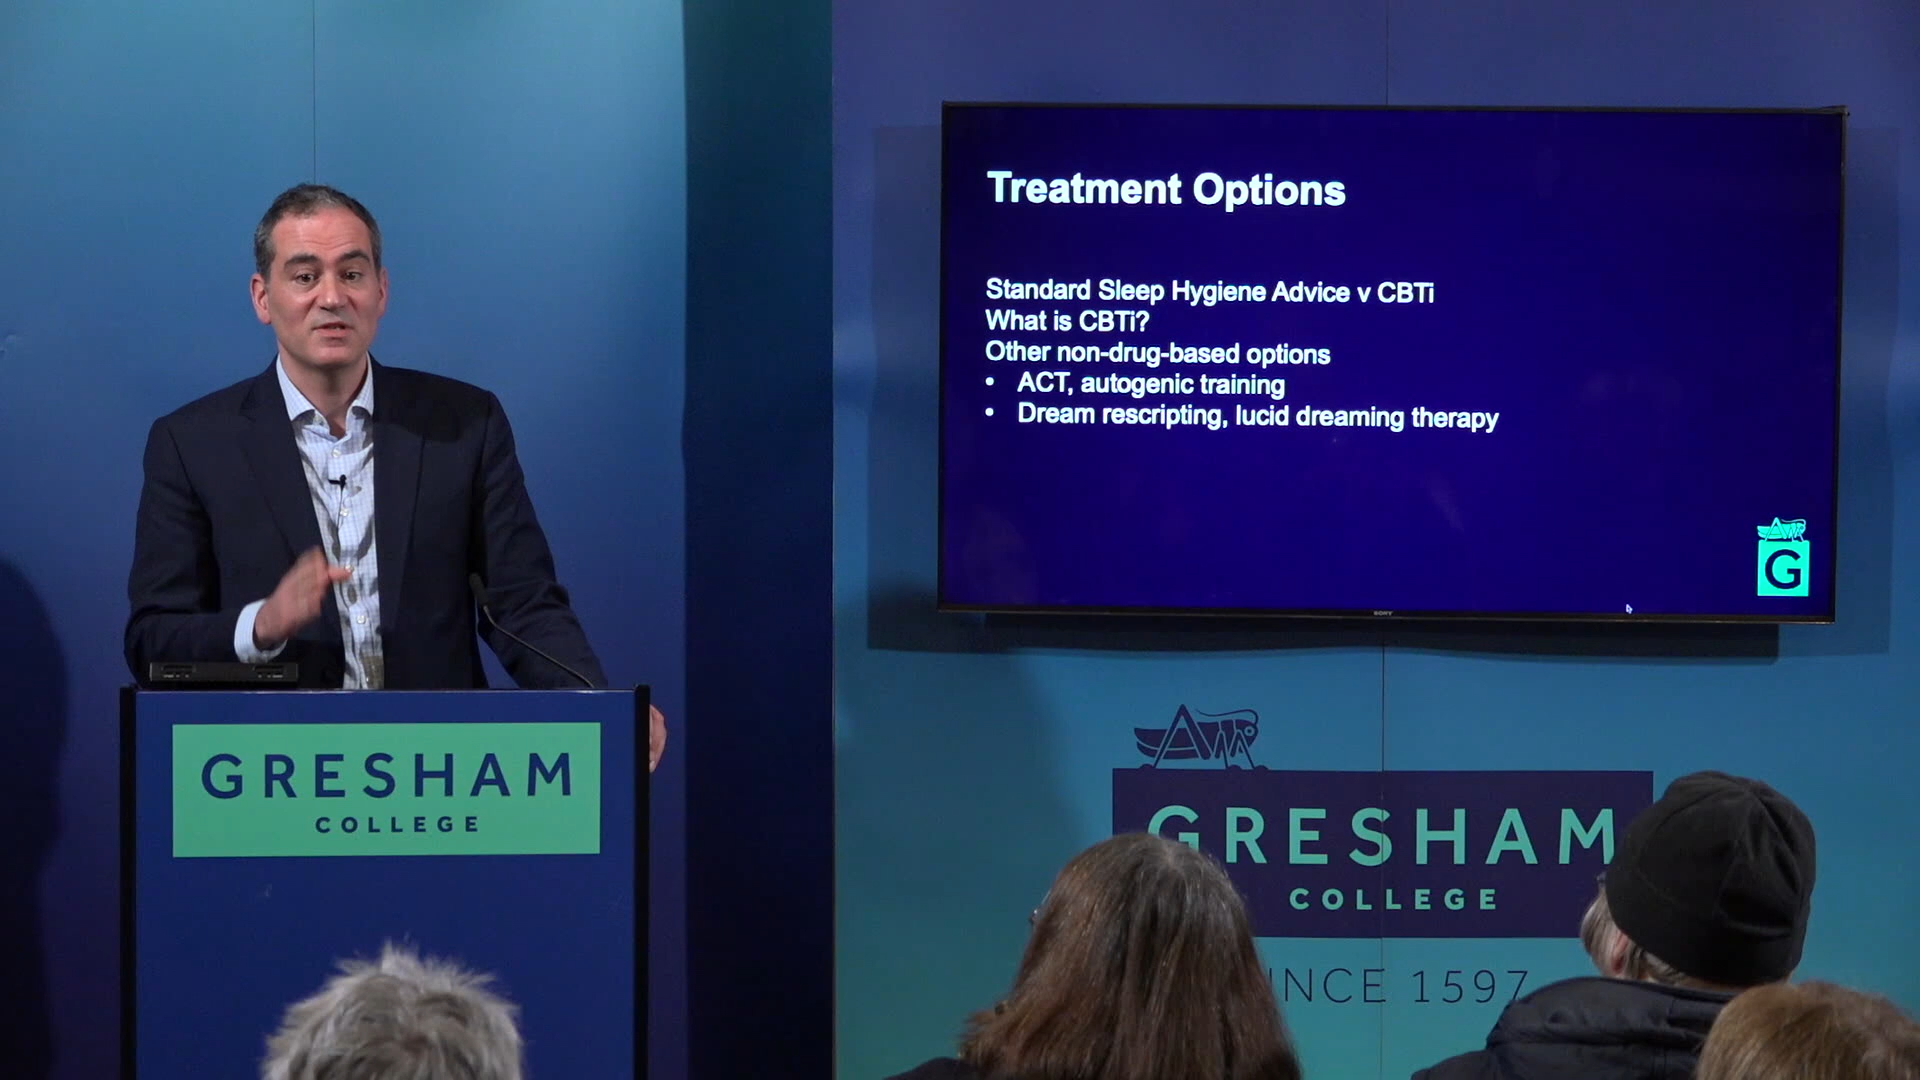 Treatment Options
Standard Sleep Hygiene Advice v CBTi
What is CBTi?
Other non-drug-based options
• ACT, autogenic training
• Dream rescripting, lucid dreaming therapy
G
SONY
GRESHAM
COLLEGE
GRESHAM
COLLEGE
INCE 1597